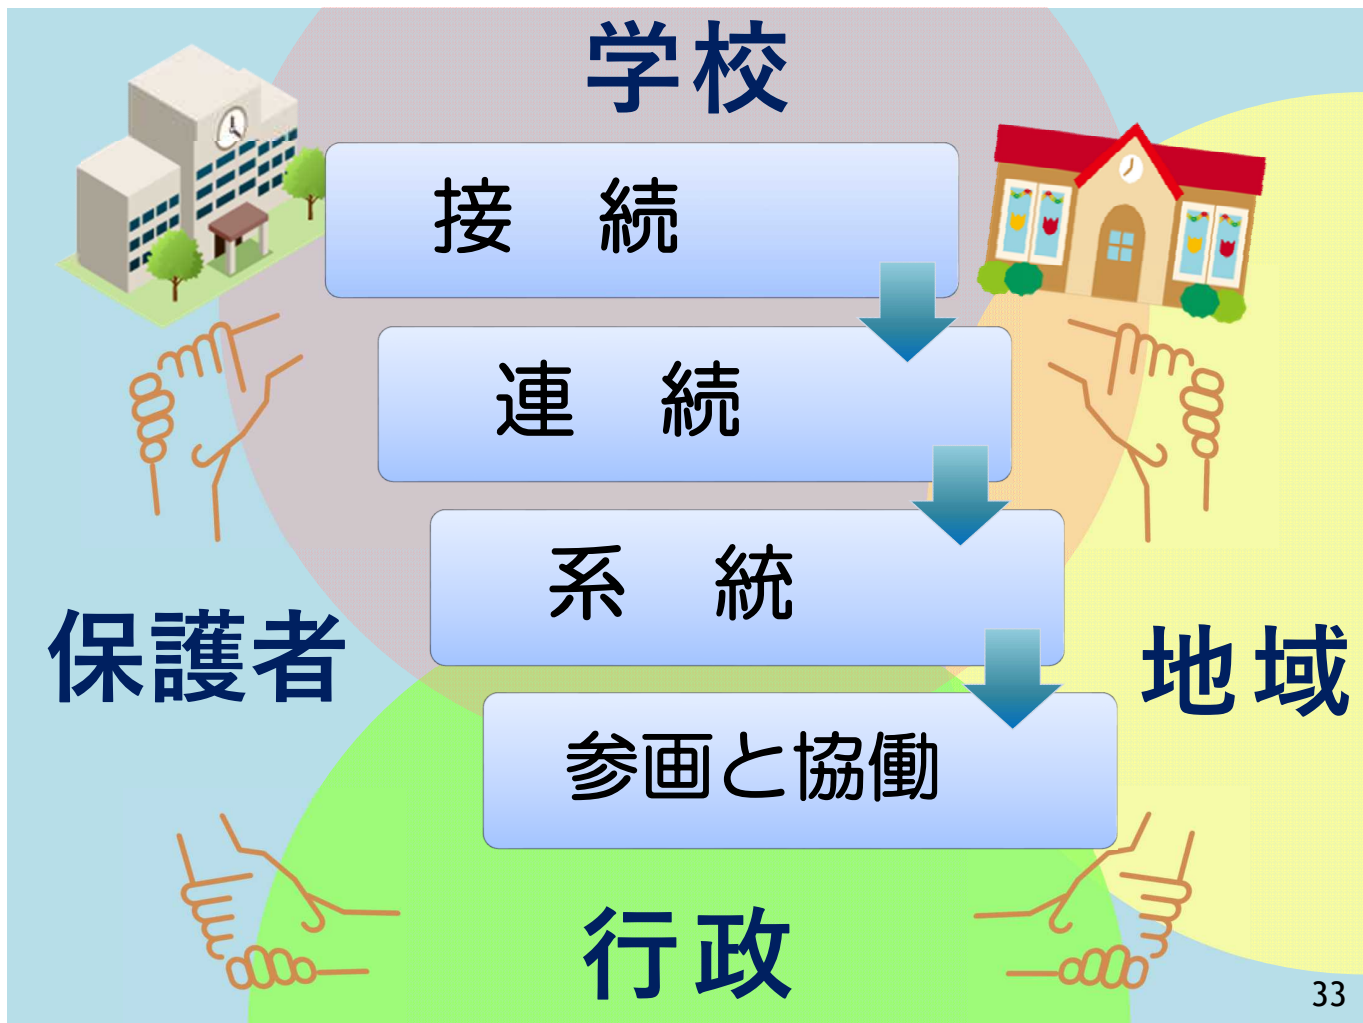 学校
接　続
連　続
系　統
保護者
地域
参画と協働
行政
33